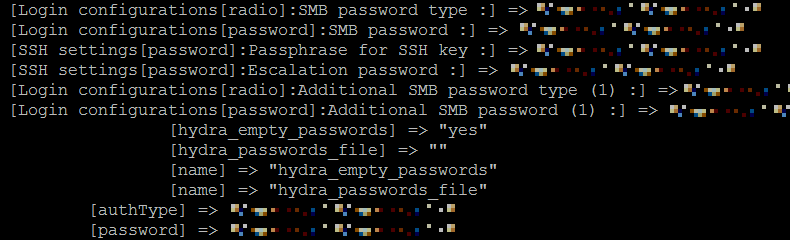 [Login configurations[radio]:SMB password type :] =>
[Login configurations[password]:SMB password :] =>
[SSH settings[password]:Passphrase for SSH key :] =>
[SSH settings[password]:Escalation password :] =>
[Login configurations[radio]:Additional SMB password type (1) :] =>
[Login configurations[password]:Additional SMB password (1) :] =>
[hydra_empty_passwords] => "yes"
[hydra_passwords_file] => ""
[name] => "hydra_empty_passwords"
[name] => "hydra_passwords_file"
[authType] =>
[password] =>